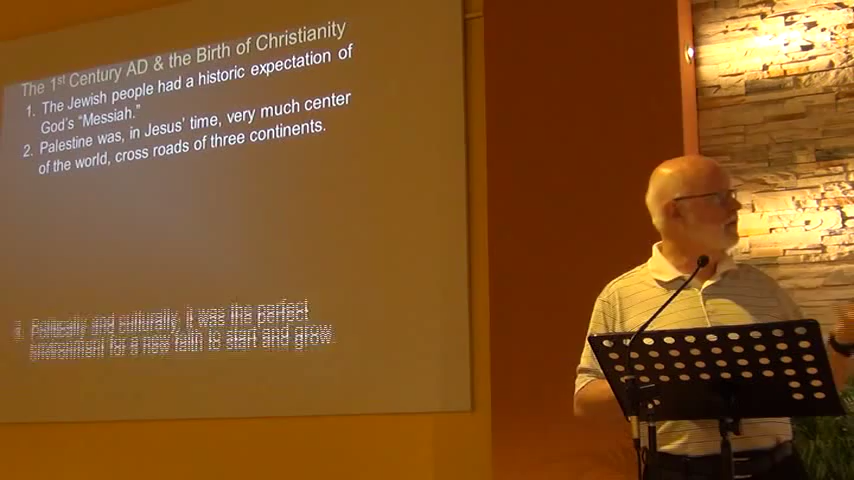 The 1st Century AD & the Birth of Christianity
1. The Jewish people had a historic expectation of
God's "Messiah."
2. Palestine was, in Jesus' time, very much center
of the world, cross roads of three continents.
Politically and culturally, it was the perfect
environment for a new faith to start and grow.